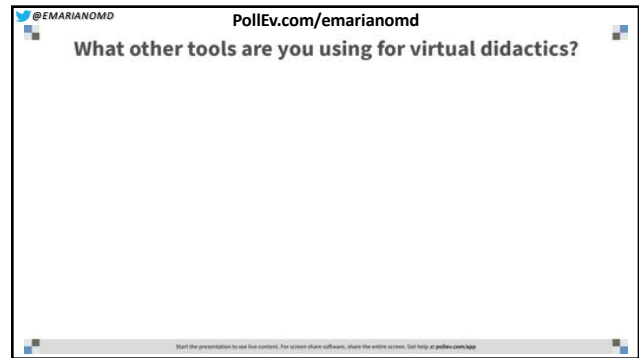 @EMARIANOMD
PollEv.com/emarianomd
What other tools are you using for virtual didactics?
Start the presentation to see live content. For screen share software, share the entire screen. Get help at pollev.com/app